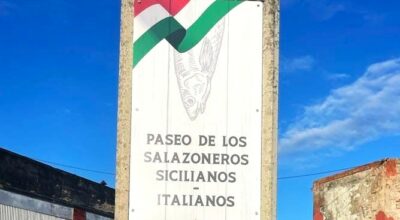 PASEO DE LOS
SALAZONEROS
SICILIANOS
-
ITALIANOS